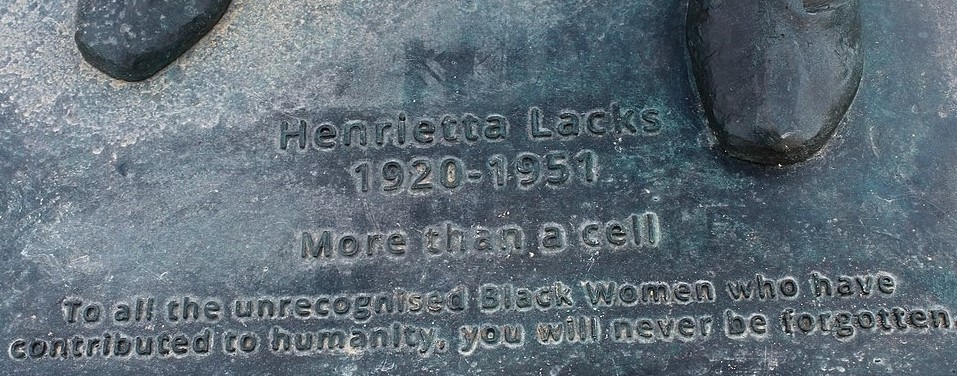 Henrietta Lacks
1920-1951
More than a cell
To all the unrecognised Black Women who have
contributed to humanity, you will never be forgotten.